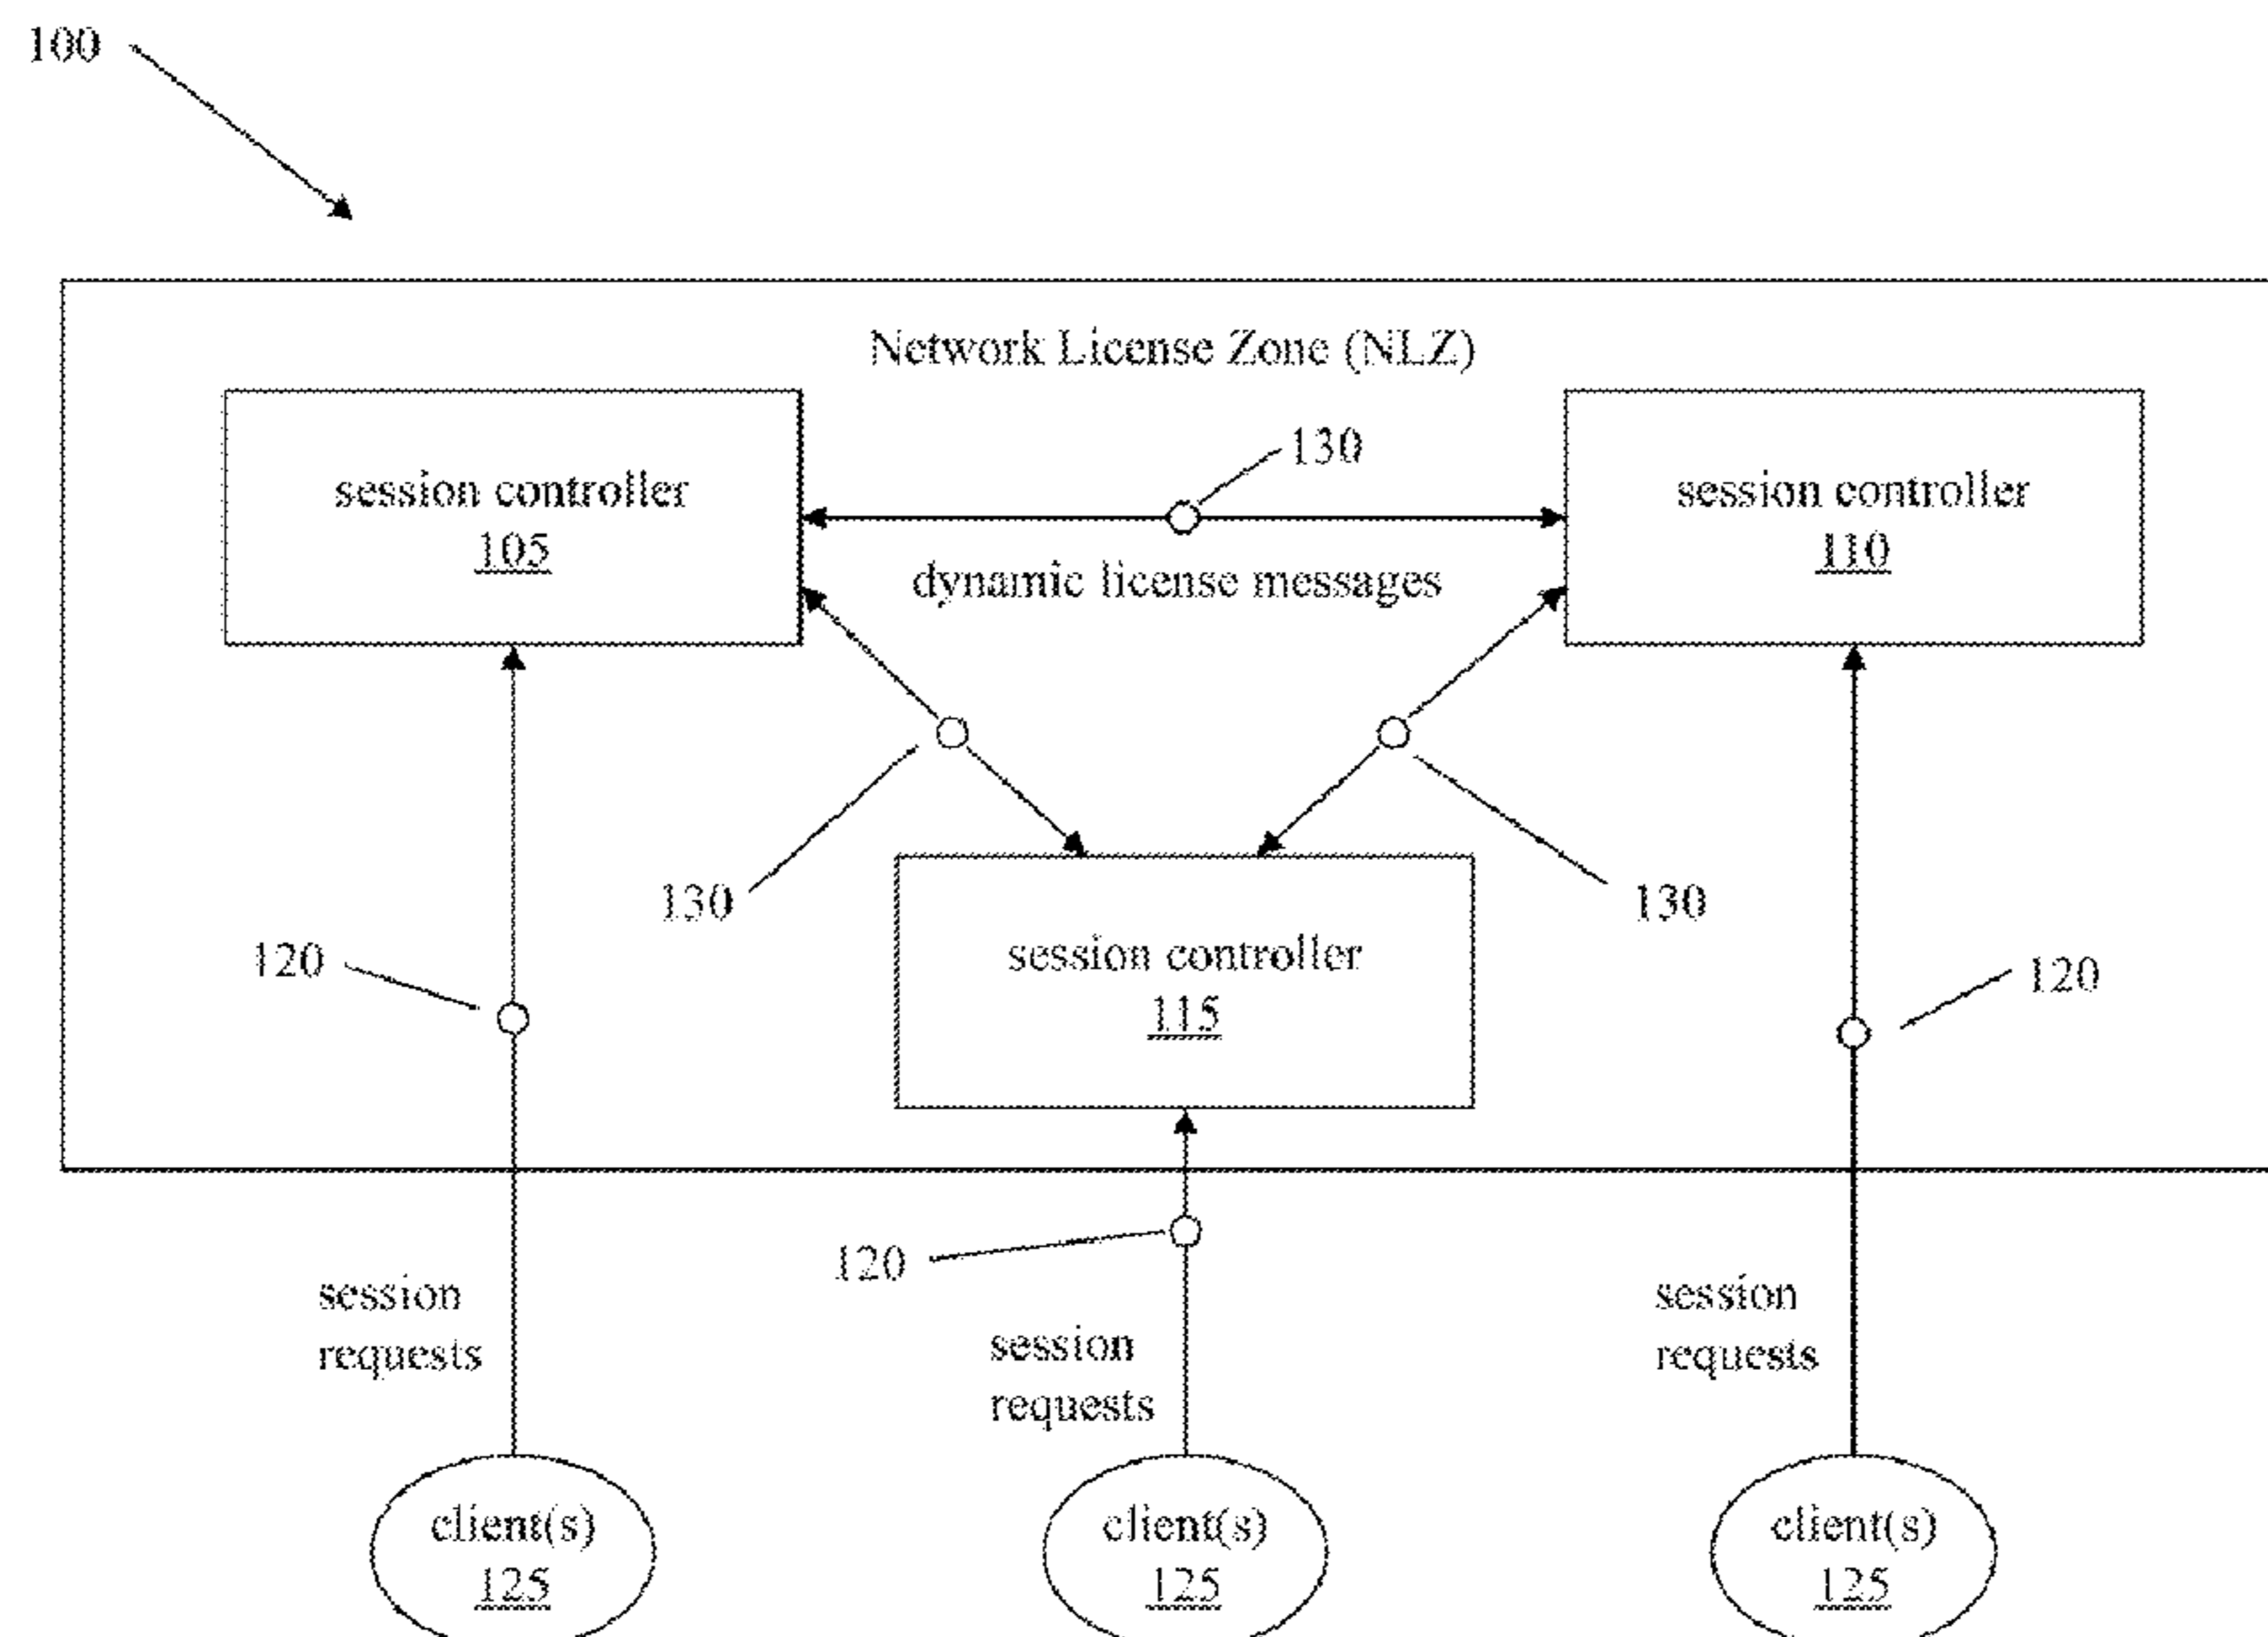 100
Network License Zone (NLZ)
130
session controller
105
session controller
110
dynamic license messages
130
130
session controller
115
120
120
120
session
requests
session
requests
session
requests
client(s)
125
client(s)
125
client(s)
125